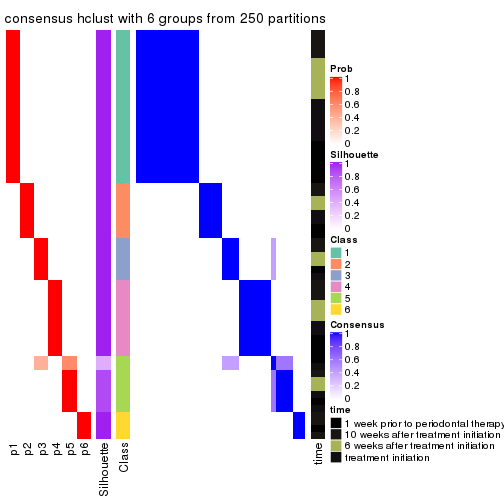 consensus hclust with 6 groups from 250 partitions
Prob
1
0.8
0.6
0.4
0.2
0
Silhouette
1
0.8
0.6
0.4
0.2
0
Class
1
2
3
4
5
6
Consensus
1
0.8
0.6
0.4
0.2
0
time
1 week prior to periodontal therapy
10 weeks after treatment initiation
6 weeks after treatment initiation
treatment initiation
p1
p2
p3
p4
p5
p6
Silhouette
Class
time